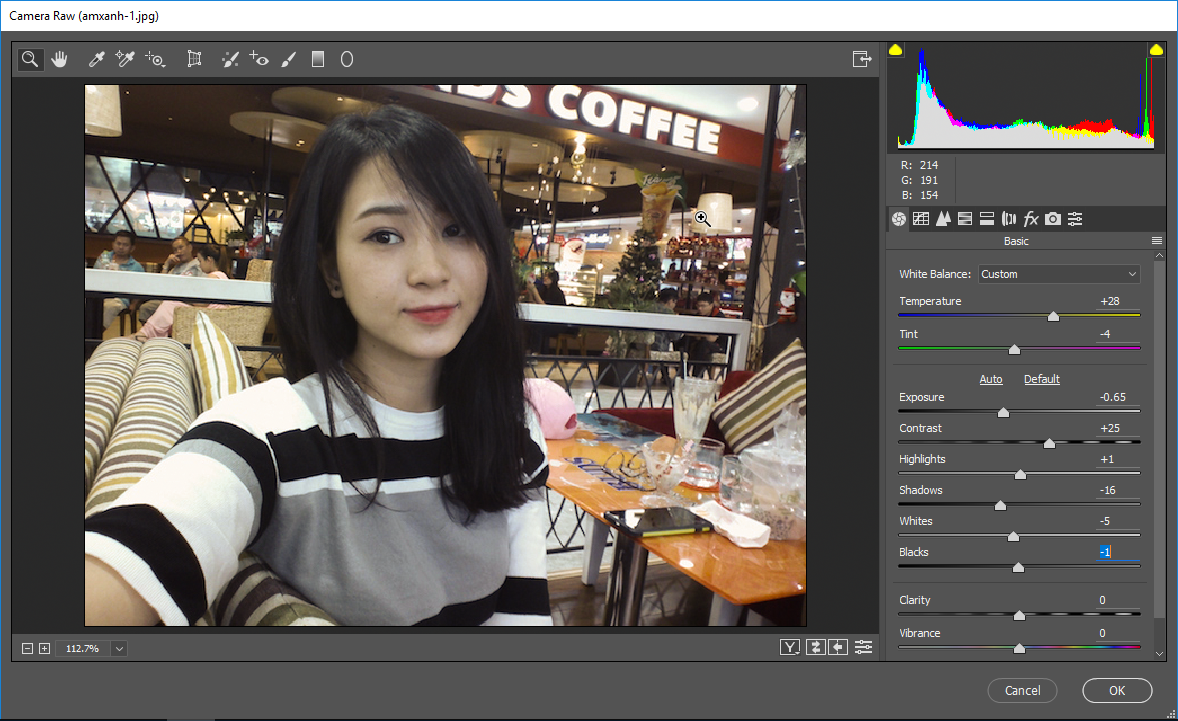 Camera Raw (amxanh-1.jpg)
NDS COFFEE
R: 214
G: 191
B: 154
fx
Basic
White Balance: Custom
Temperature +28
Tint -4
Auto Default
Exposure -0.65
Contrast +25
Highlights +1
Shadows -16
Whites -5
Blacks -1
Clarity 0
Vibrance 0
112.7%
Y
Cancel OK